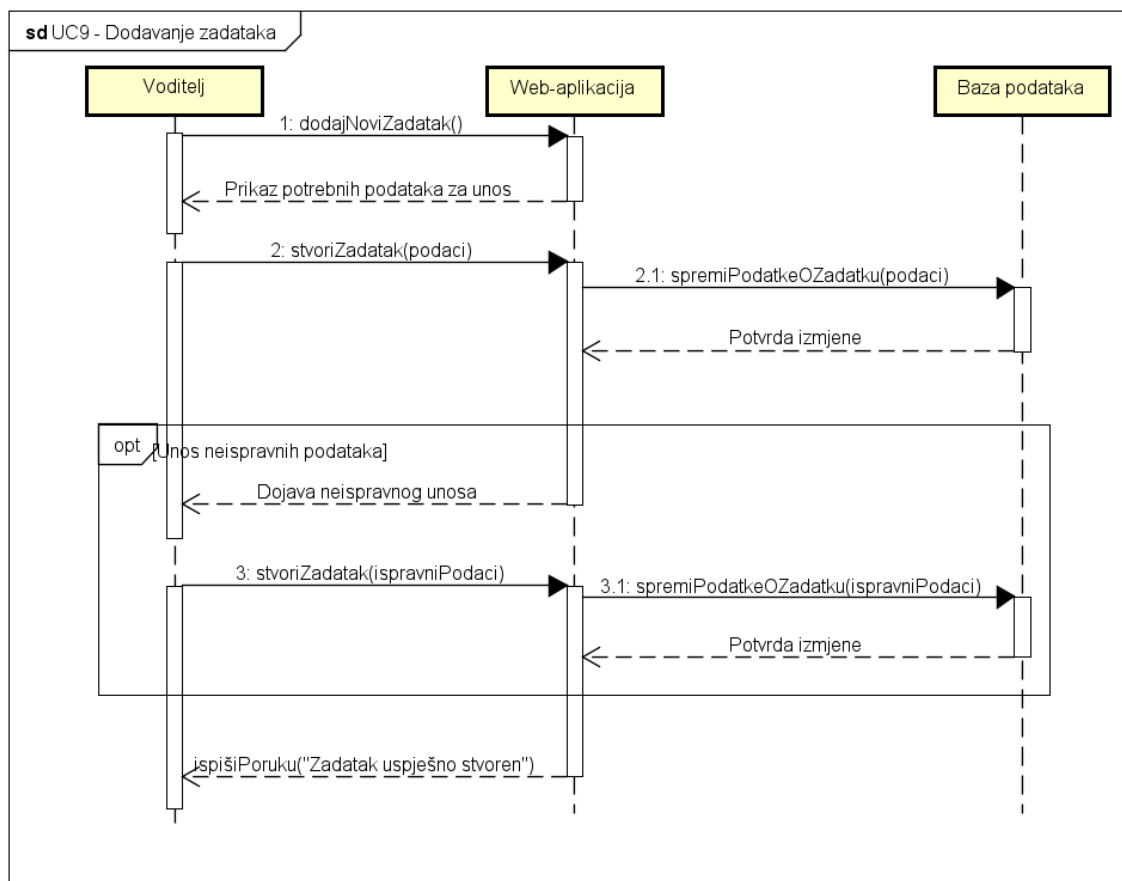 sd UC9 - Dodavanje zadataka
Voditelj
Web-aplikacija
Baza podataka
1: dodajNoviZadatak()
Prikaz potrebnih podataka za unos
2: stvoriZadatak(podaci)
2.1: spremiPodatkeOZadatku(podaci)
Potvrda izmjene
opt
[Unos neispravnih podataka]
Dojava neispravnog unosa
3: stvoriZadatak(ispravniPodaci)
3.1: spremiPodatkeOZadatku(ispravniPodaci)
Potvrda izmjene
ispišiPoruku("Zadatak uspješno stvoren")